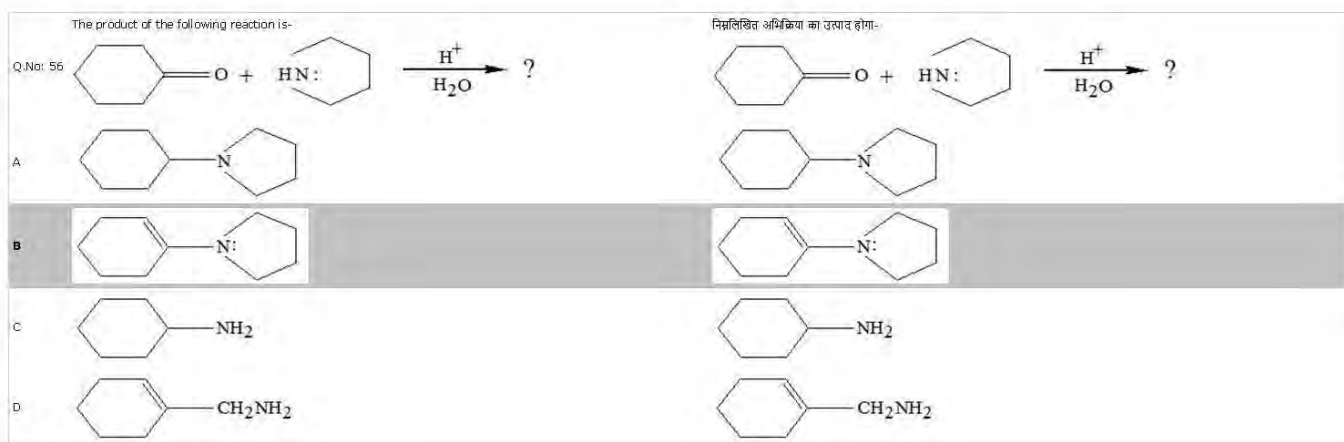 The product of the following reaction is- निम्नलिखित अभिक्रिया का उत्पाद होगा-
Q.No: 56 O + HN: H+ H2O ? O + HN: H+ H2O ?
A N N
B N: N:
C NH2 NH2
D CH2NH2 CH2NH2